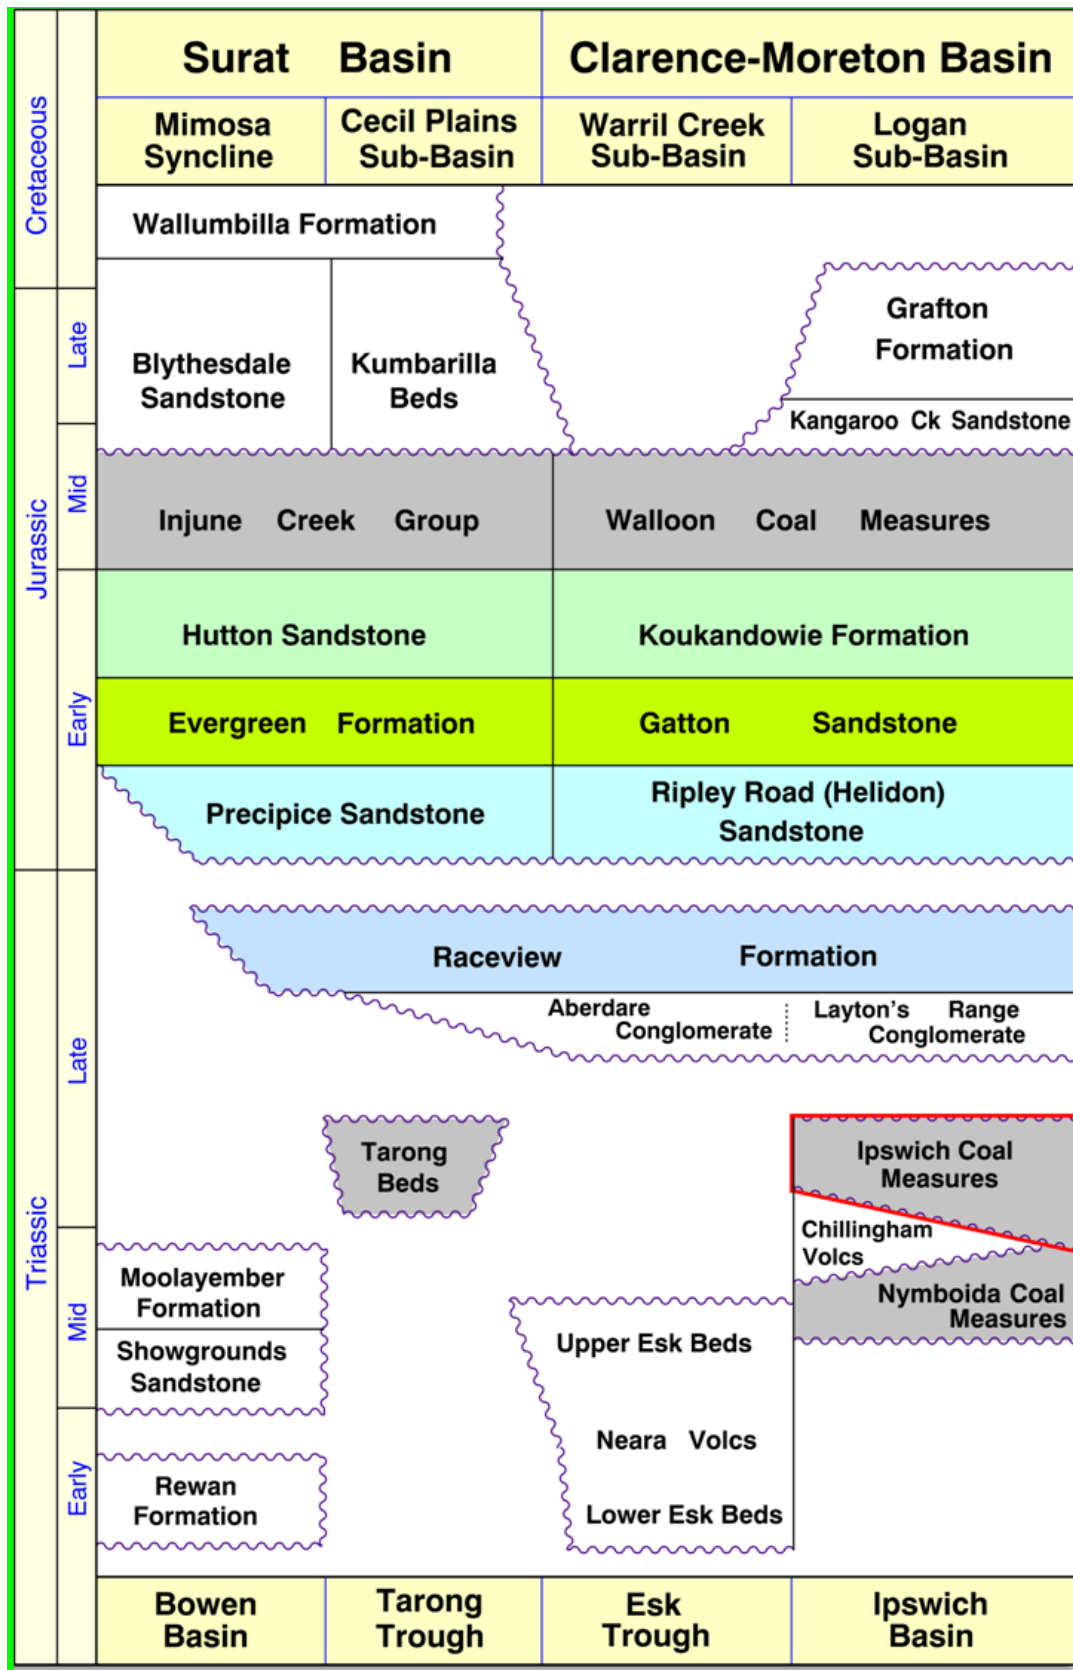 Surat Basin
Clarence-Moreton Basin
Mimosa
Syncline
Cecil Plains
Sub-Basin
Warril Creek
Sub-Basin
Logan
Sub-Basin
Cretaceous
Wallumbilla Formation
Jurassic
Late
Blythesdale
Sandstone
Kumbarilla
Beds
Grafton
Formation
Kangaroo Ck Sandstone
Mid
Injune Creek Group
Walloon Coal Measures
Early
Hutton Sandstone
Koukandowie Formation
Evergreen Formation
Gatton Sandstone
Precipice Sandstone
Ripley Road (Helidon)
Sandstone
Triassic
Late
Raceview Formation
Aberdare
Conglomerate
Layton's Range
Conglomerate
Tarong
Beds
Ipswich Coal
Measures
Chillingham
Volcs
Mid
Moolayember
Formation
Showgrounds
Sandstone
Nymboida Coal
Measures
Upper Esk Beds
Neara Volcs
Lower Esk Beds
Early
Rewan
Formation
Bowen
Basin
Tarong
Trough
Esk
Trough
Ipswich
Basin